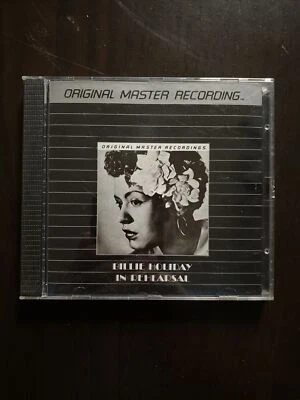 ORIGINAL MASTER RECORDING™
ORIGINAL MASTER RECORDINGS
BILLIE HOLIDAY
IN REHEARSAL